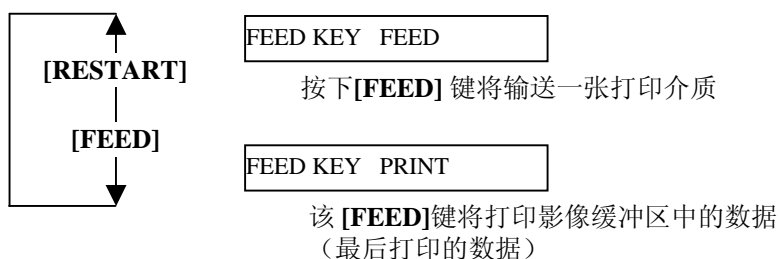 FEED KEY FEED
[RESTART]
按下[FEED] 键将输送一张打印介质
[FEED]
FEED KEY PRINT
该 [FEED]键将打印影像缓冲区中的数据
（最后打印的数据）